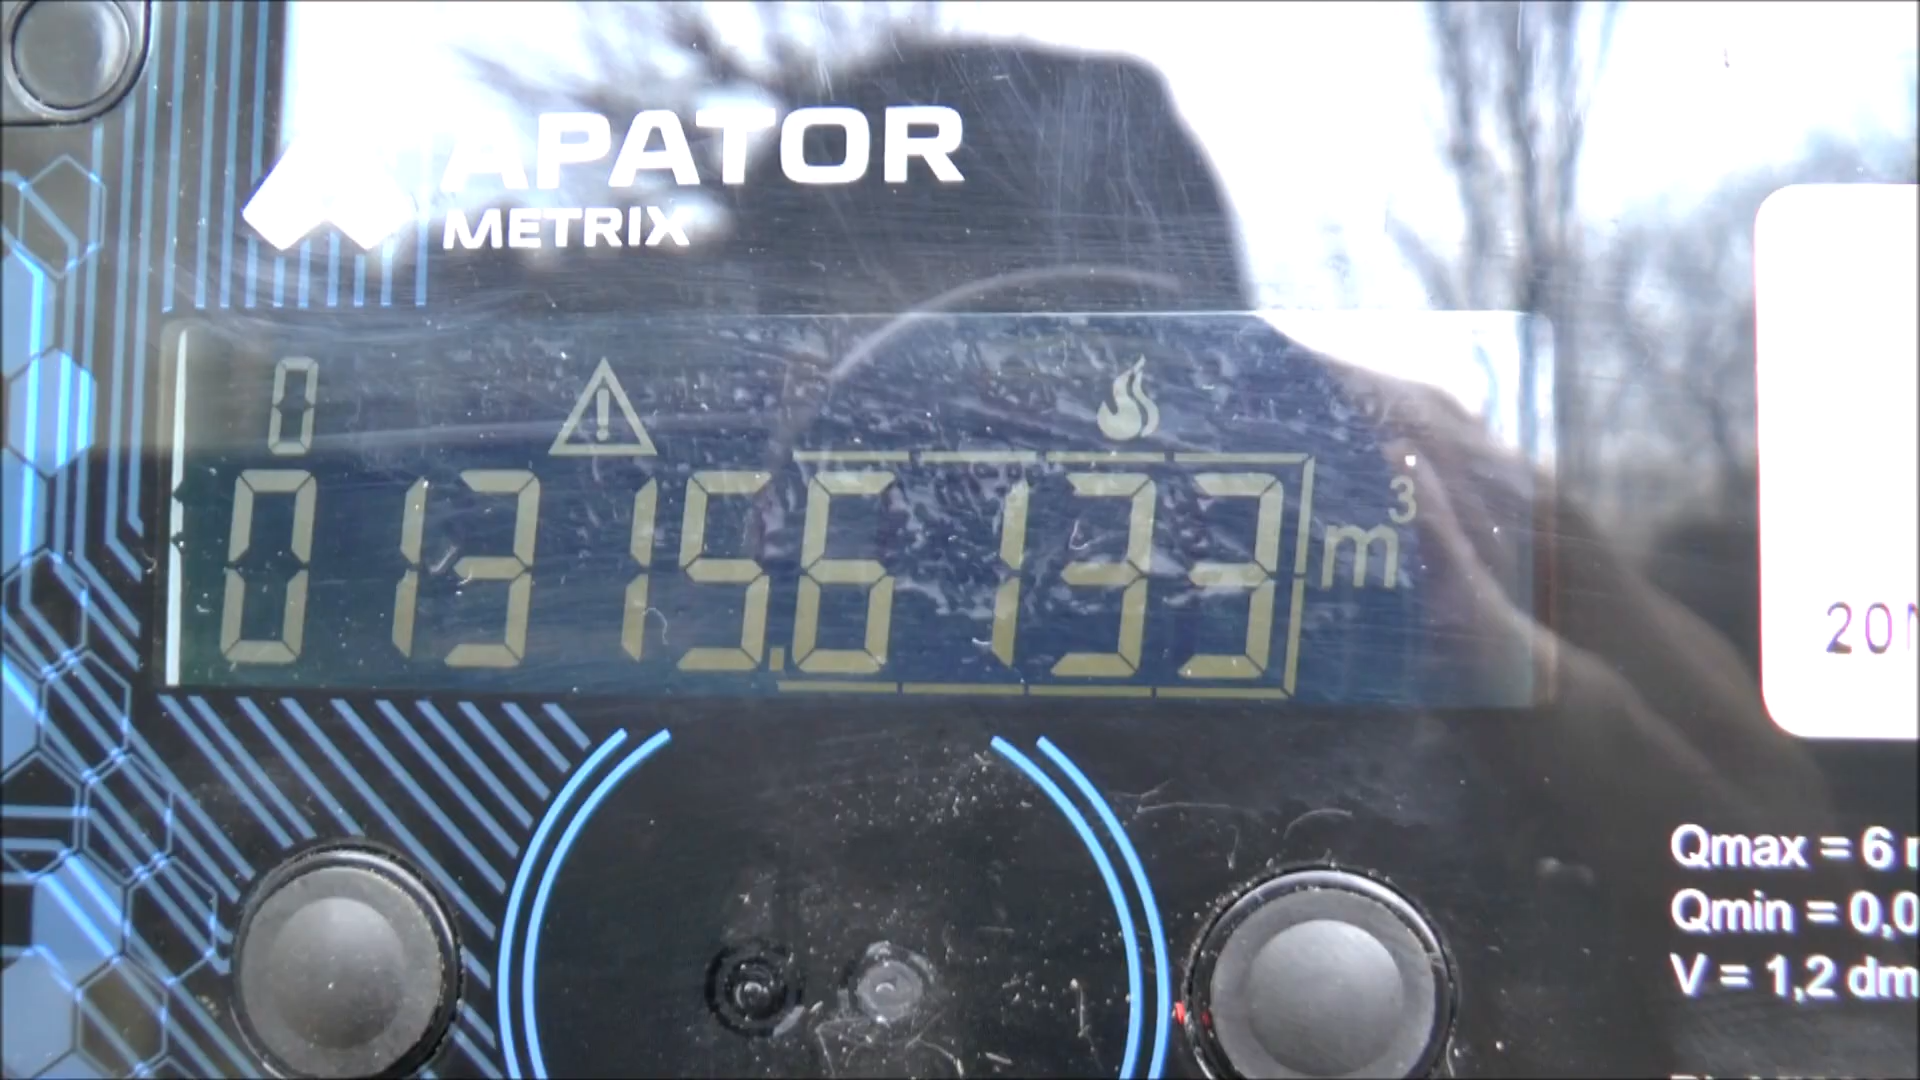 APATOR
METRIX
0
01315.6133 m³
20
Qmax = 6
Qmin = 0,0
V = 1,2 dm